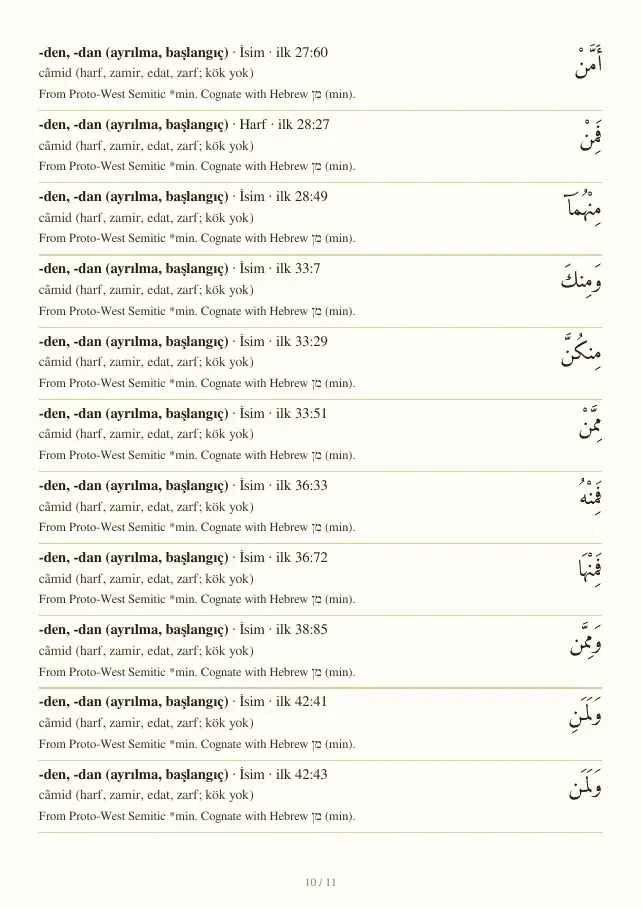 -den, -dan (ayrılma, başlangıç) · İsim · ilk 27:60 أَمَّنْ
câmid (harf, zamir, edat, zarf; kök yok)
From Proto-West Semitic *min. Cognate with Hebrew מִן (min).
-den, -dan (ayrılma, başlangıç) · Harf · ilk 28:27 فَمِنْ
câmid (harf, zamir, edat, zarf; kök yok)
From Proto-West Semitic *min. Cognate with Hebrew מִן (min).
-den, -dan (ayrılma, başlangıç) · İsim · ilk 28:49 مِنْهُمَآ
câmid (harf, zamir, edat, zarf; kök yok)
From Proto-West Semitic *min. Cognate with Hebrew מִן (min).
-den, -dan (ayrılma, başlangıç) · İsim · ilk 33:7 وَمِنكَ
câmid (harf, zamir, edat, zarf; kök yok)
From Proto-West Semitic *min. Cognate with Hebrew מִן (min).
-den, -dan (ayrılma, başlangıç) · İsim · ilk 33:29 مِنكُنَّ
câmid (harf, zamir, edat, zarf; kök yok)
From Proto-West Semitic *min. Cognate with Hebrew מִן (min).
-den, -dan (ayrılma, başlangıç) · İsim · ilk 33:51 مِمَّنْ
câmid (harf, zamir, edat, zarf; kök yok)
From Proto-West Semitic *min. Cognate with Hebrew מִן (min).
-den, -dan (ayrılma, başlangıç) · İsim · ilk 36:33 فَمِنْهُ
câmid (harf, zamir, edat, zarf; kök yok)
From Proto-West Semitic *min. Cognate with Hebrew מִן (min).
-den, -dan (ayrılma, başlangıç) · İsim · ilk 36:72 فَمِنْهَا
câmid (harf, zamir, edat, zarf; kök yok)
From Proto-West Semitic *min. Cognate with Hebrew מִן (min).
-den, -dan (ayrılma, başlangıç) · İsim · ilk 38:85 وَمِمَّن
câmid (harf, zamir, edat, zarf; kök yok)
From Proto-West Semitic *min. Cognate with Hebrew מִן (min).
-den, -dan (ayrılma, başlangıç) · İsim · ilk 42:41 وَلَمَنِ
câmid (harf, zamir, edat, zarf; kök yok)
From Proto-West Semitic *min. Cognate with Hebrew מִן (min).
-den, -dan (ayrılma, başlangıç) · İsim · ilk 42:43 وَلَمَن
câmid (harf, zamir, edat, zarf; kök yok)
From Proto-West Semitic *min. Cognate with Hebrew מִן (min).
10 / 11